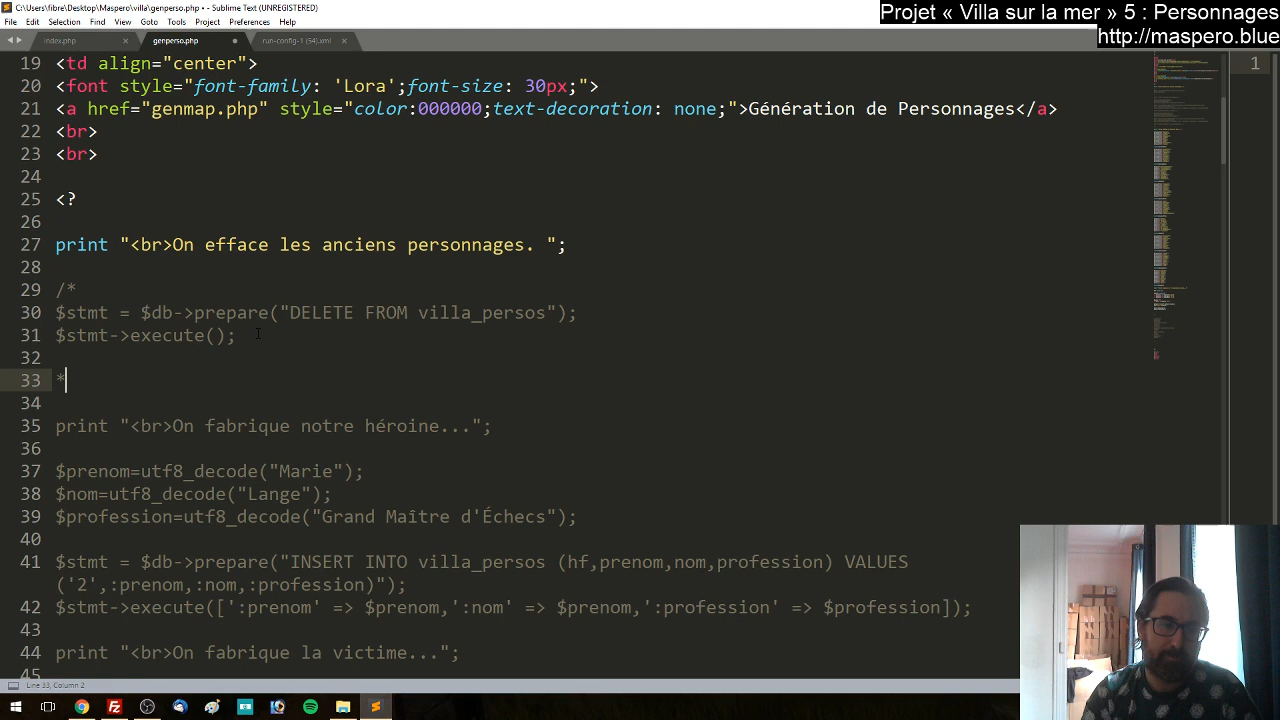 C:\Users\fibre\Desktop\Maspero\villa\genperso.php • - Sublime Text (UNREGISTERED)
Projet « Villa sur la mer » 5 : Personnages
http://maspero.blue
File Edit Selection Find View Goto Tools Project Preferences Help
index.php × genperso.php run-config-1 (54).xml ×
19 <td align="center">
20 <font style="font-family: 'Lora';font-size: 30px;">
21 <a href="genmap.php" style="color:000000;text-decoration: none;">Génération de Personnages</a>
22 <br>
23 <br>
24
25 <?
26
27 print "<br>On efface les anciens personnages. ";
28
29 /*
30 $stmt = $db->prepare("DELETE FROM villa_persos");
31 $stmt->execute();
32
33 *
34
35 print "<br>On fabrique notre héroine...";
36
37 $prenom=utf8_decode("Marie");
38 $nom=utf8_decode("Lange");
39 $profession=utf8_decode("Grand Maître d'Échecs");
40
41 $stmt = $db->prepare("INSERT INTO villa_persos (hf,prenom,nom,profession) VALUES
('2',:prenom,:nom,:profession)");
42 $stmt->execute([':prenom' => $prenom,':nom' => $prenom,':profession' => $profession]);
43
44 print "<br>On fabrique la victime...";
45
1
Line 33, Column 2